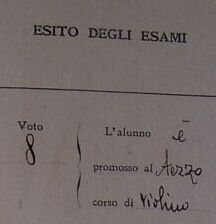 ESITO DEGLI ESAMI
Voto
8
L'alunno è
promosso al Terzo
corso di Violino